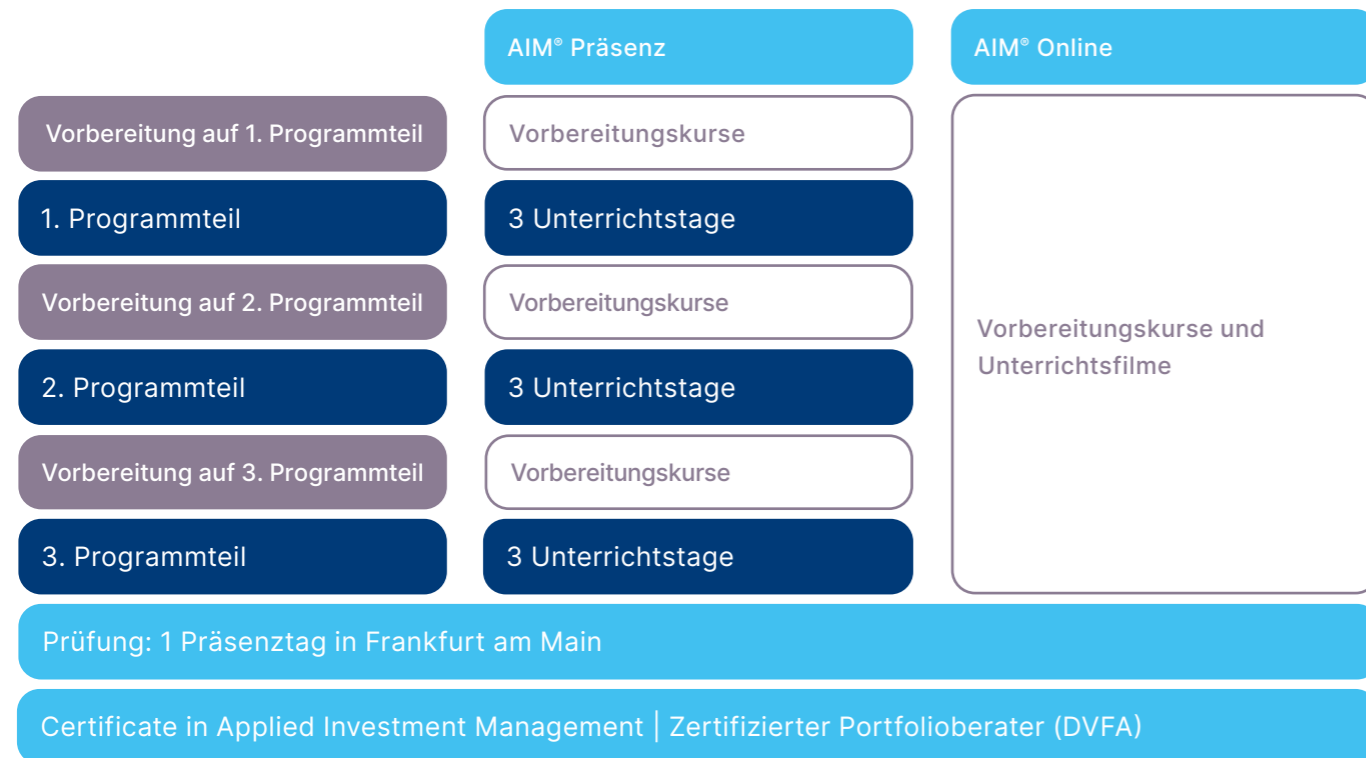 AIM® Präsenz
AIM® Online
Vorbereitung auf 1. Programmteil
Vorbereitungskurse
1. Programmteil
3 Unterrichtstage
Vorbereitung auf 2. Programmteil
Vorbereitungskurse
Vorbereitungskurse und
Unterrichtsfilme
2. Programmteil
3 Unterrichtstage
Vorbereitung auf 3. Programmteil
Vorbereitungskurse
3. Programmteil
3 Unterrichtstage
Prüfung: 1 Präsenztag in Frankfurt am Main
Certificate in Applied Investment Management | Zertifizierter Portfolioberater (DVFA)